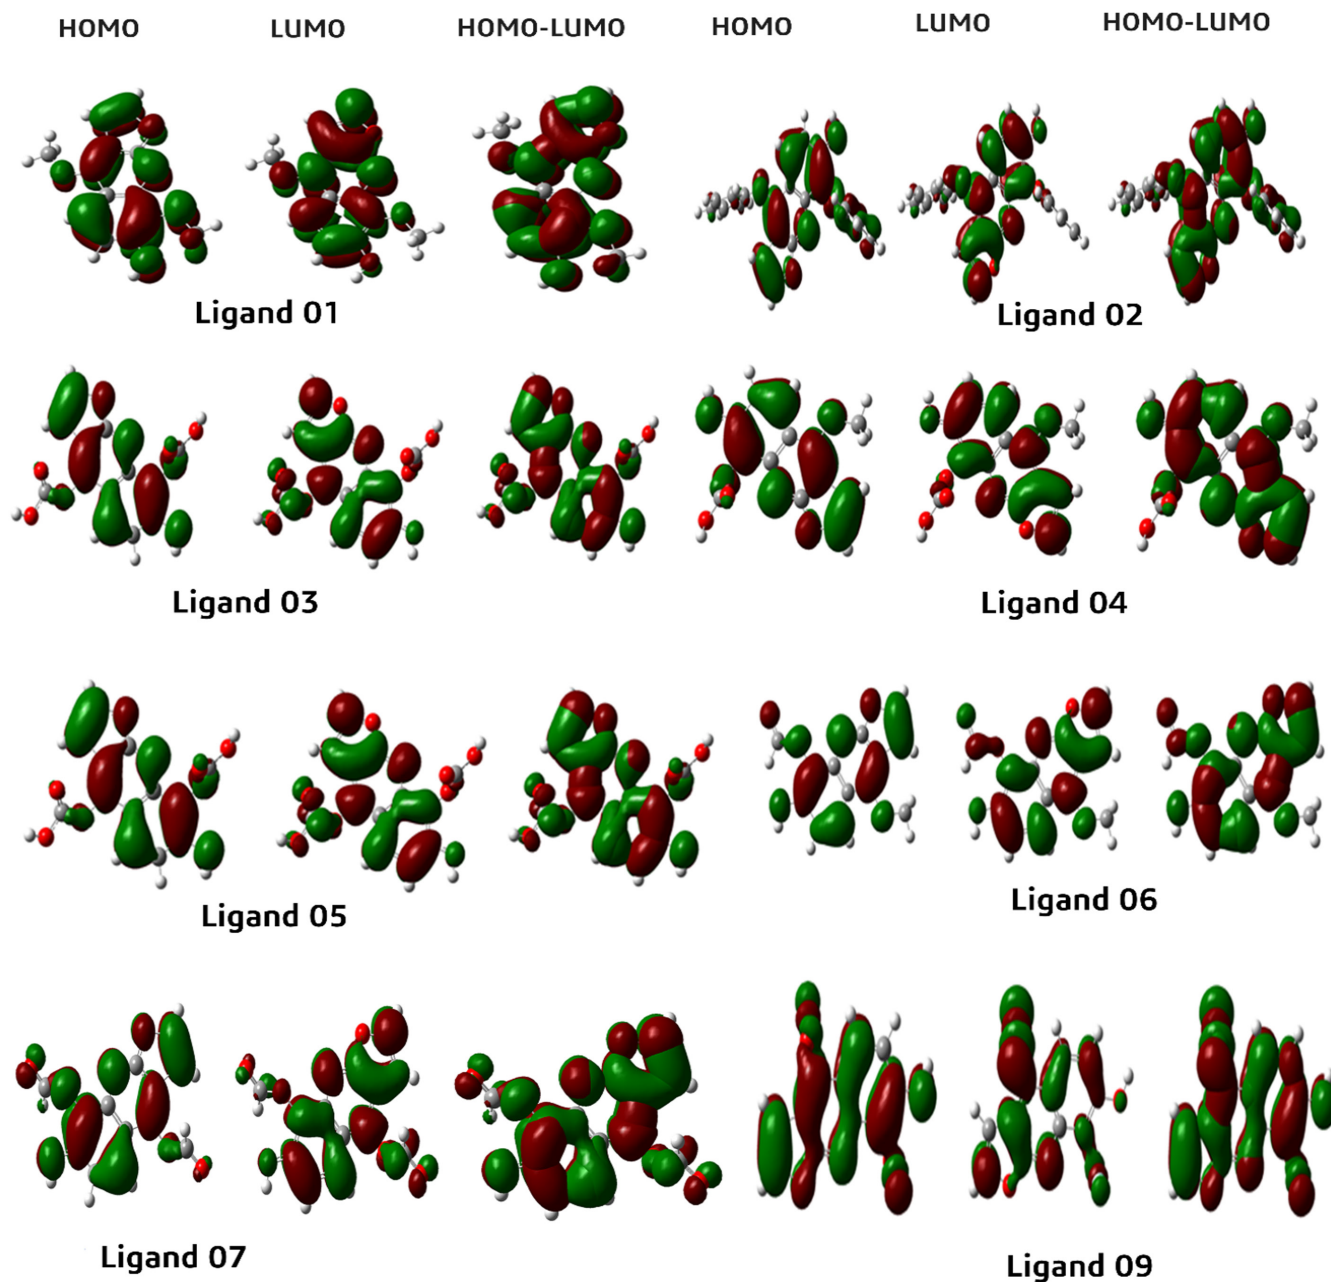 HOMO LUMO HOMO-LUMO HOMO LUMO HOMO-LUMO
Ligand 01 Ligand 02
Ligand 03 Ligand 04
Ligand 05 Ligand 06
Ligand 07 Ligand 09